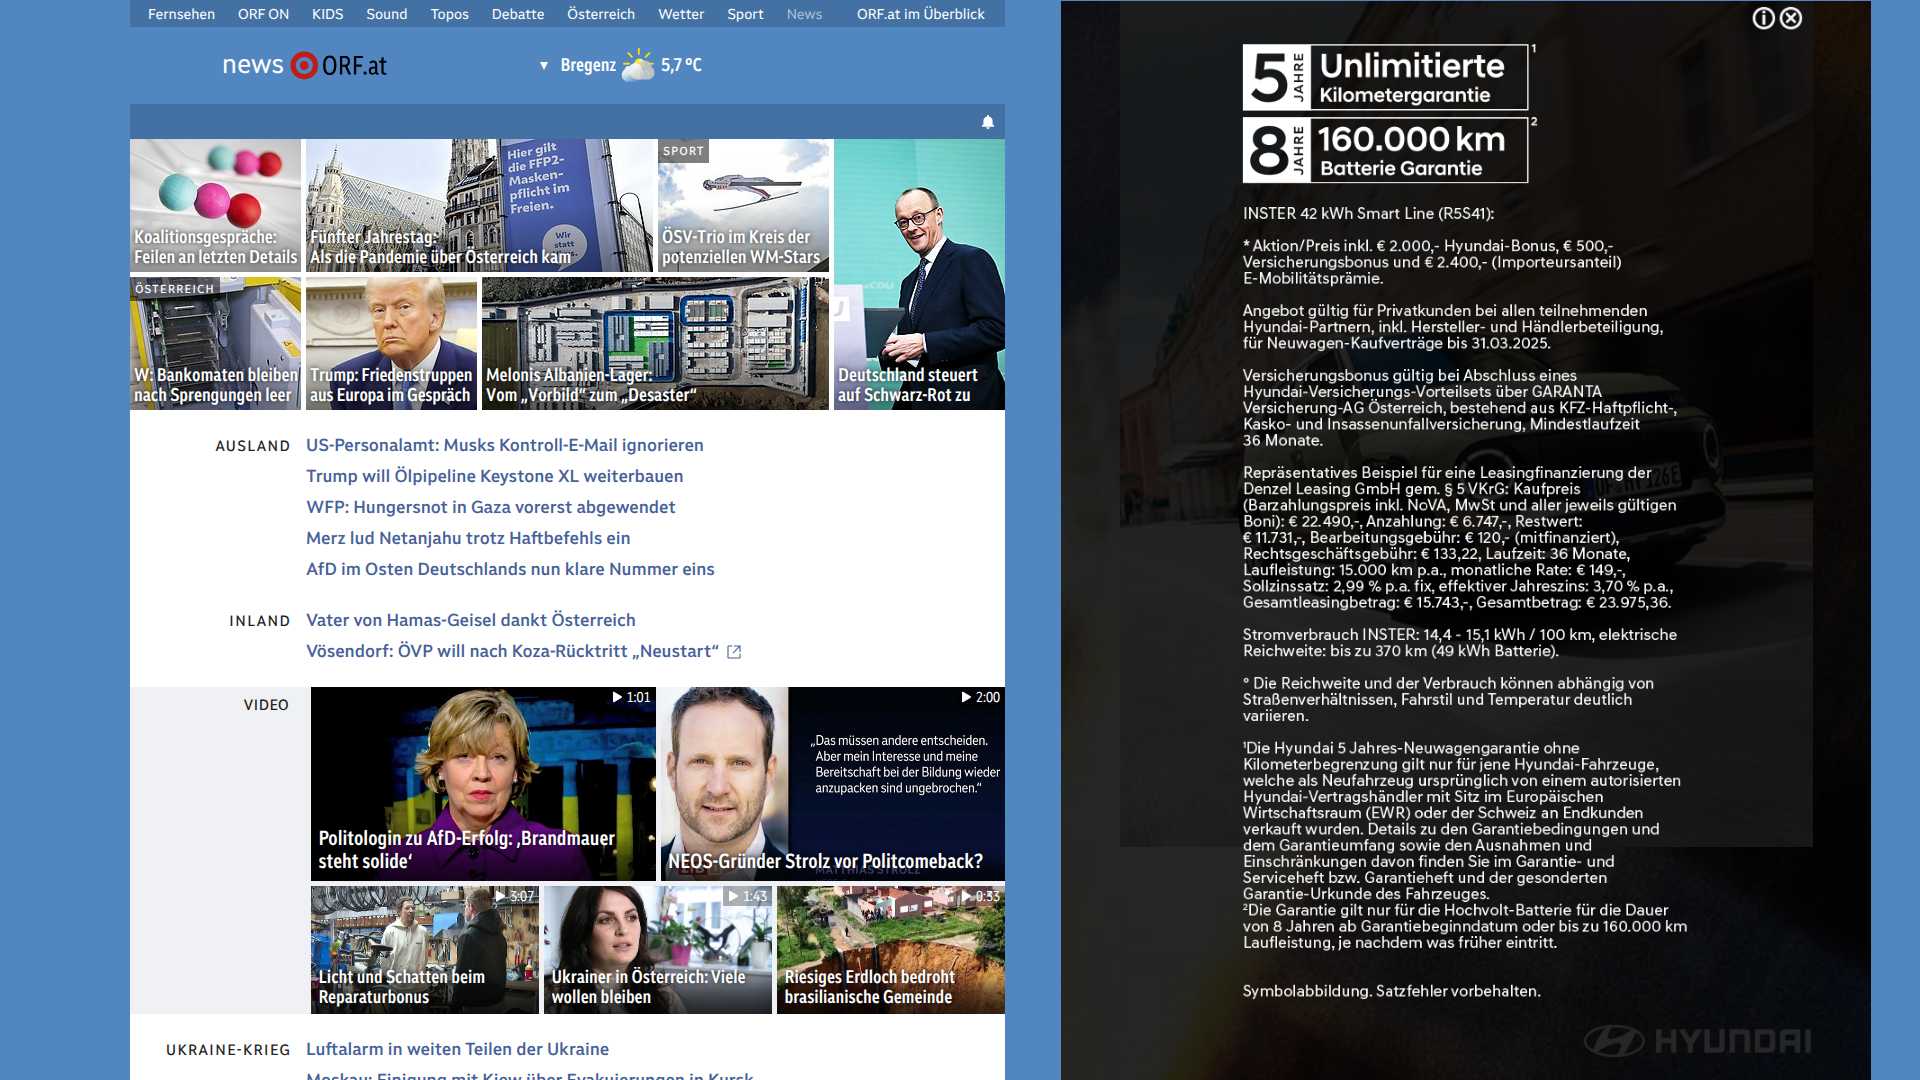 Fernsehen ORF ON KIDS Sound Topos Debatte Österreich Wetter Sport News ORF.at im Überblick
news ORF.at
▼ Bregenz 5,7 °C
Koalitionsgespräche:
Feilen an letzten Details
Hier gilt
die FFP2-
Masken-
pflicht im
Freien.
Wir
statt
Fünfter Jahrestag:
Als die Pandemie über Österreich kam
SPORT
ÖSV-Trio im Kreis der
potenziellen WM-Stars
ÖSTERREICH
W: Bankomaten bleiben
nach Sprengungen leer
Trump: Friedenstruppen
aus Europa im Gespräch
Melonis Albanien-Lager:
Vom „Vorbild“ zum „Desaster“
CDU
Deutschland steuert
auf Schwarz-Rot zu
AUSLAND
US-Personalamt: Musks Kontroll-E-Mail ignorieren
Trump will Ölpipeline Keystone XL weiterbauen
WFP: Hungersnot in Gaza vorerst abgewendet
Merz lud Netanjahu trotz Haftbefehls ein
AfD im Osten Deutschlands nun klare Nummer eins
INLAND
Vater von Hamas-Geisel dankt Österreich
Vösendorf: ÖVP will nach Koza-Rücktritt „Neustart“
VIDEO
1:01
Politologin zu AfD-Erfolg: ‚Brandmauer
steht solide‘
2:00
„Das müssen andere entscheiden.
Aber mein Interesse und meine
Bereitschaft bei der Bildung wieder
anzupacken sind ungebrochen.“
NEOS-Gründer Strolz vor Politcomeback?
MATTHIAS STROLZ
3:07
Licht und Schatten beim
Reparaturbonus
1:43
Ukrainer in Österreich: Viele
wollen bleiben
0:33
Riesiges Erdloch bedroht
brasilianische Gemeinde
UKRAINE-KRIEG
Luftalarm in weiten Teilen der Ukraine
Moskau: Einigung mit Kiew über Evakuierungen in Kursk
5 JAHRE Unlimitierte Kilometergarantie 1
8 JAHRE 160.000 km Batterie Garantie 2
INSTER 42 kWh Smart Line (R5S41):
* Aktion/Preis inkl. € 2.000,- Hyundai-Bonus, € 500,-
Versicherungsbonus und € 2.400,- (Importeursanteil)
E-Mobilitätsprämie.
Angebot gültig für Privatkunden bei allen teilnehmenden
Hyundai-Partnern, inkl. Hersteller- und Händlerbeteiligung,
für Neuwagen-Kaufverträge bis 31.03.2025.
Versicherungsbonus gültig bei Abschluss eines
Hyundai-Versicherungs-Vorteilsets über GARANTA
Versicherung-AG Österreich, bestehend aus KFZ-Haftpflicht-,
Kasko- und Insassenunfallversicherung, Mindestlaufzeit
36 Monate.
Repräsentatives Beispiel für eine Leasingfinanzierung der
Denzel Leasing GmbH gem. § 5 VKrG: Kaufpreis
(Barzahlungspreis inkl. NoVA, MwSt und aller jeweils gültigen
Boni): € 22.490,-, Anzahlung: € 6.747,-, Restwert:
€ 11.731,-, Bearbeitungsgebühr: € 120,- (mitfinanziert),
Rechtsgeschäftsgebühr: € 133,22, Laufzeit: 36 Monate,
Laufleistung: 15.000 km p.a., monatliche Rate: € 149,-,
Sollzinssatz: 2,99 % p.a. fix, effektiver Jahreszins: 3,70 % p.a.,
Gesamtleasingbetrag: € 15.743,-, Gesamtbetrag: € 23.975,36.
Stromverbrauch INSTER: 14,4 - 15,1 kWh / 100 km, elektrische
Reichweite: bis zu 370 km (49 kWh Batterie).
° Die Reichweite und der Verbrauch können abhängig von
Straßenverhältnissen, Fahrstil und Temperatur deutlich
variieren.
¹Die Hyundai 5 Jahres-Neuwagengarantie ohne
Kilometerbegrenzung gilt nur für jene Hyundai-Fahrzeuge,
welche als Neufahrzeug ursprünglich von einem autorisierten
Hyundai-Vertragshändler mit Sitz im Europäischen
Wirtschaftsraum (EWR) oder der Schweiz an Endkunden
verkauft wurden. Details zu den Garantiebedingungen und
dem Garantieumfang sowie den Ausnahmen und
Einschränkungen davon finden Sie im Garantie- und
Serviceheft bzw. Garantieheft und der gesonderten
Garantie-Urkunde des Fahrzeuges.
²Die Garantie gilt nur für die Hochvolt-Batterie für die Dauer
von 8 Jahren ab Garantiebeginndatum oder bis zu 160.000 km
Laufleistung, je nachdem was früher eintritt.
Symbolabbildung. Satzfehler vorbehalten.
HYUNDAI